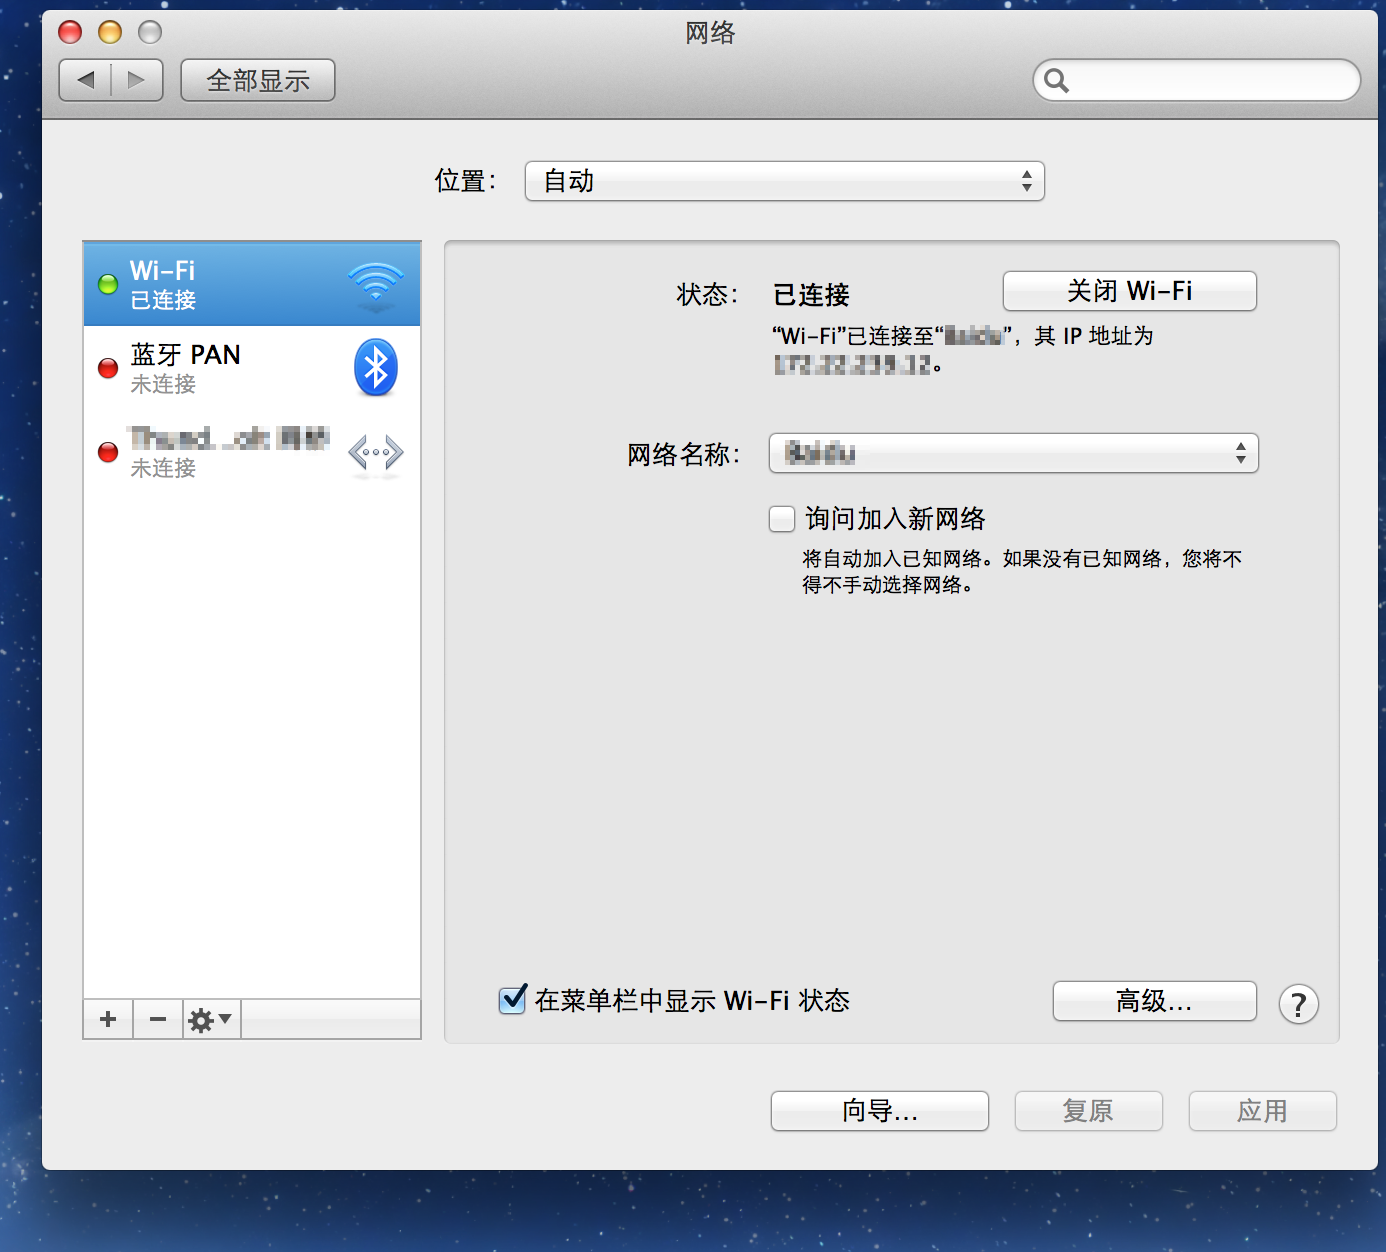 网络
全部显示
位置：
自动
Wi-Fi
已连接
蓝牙 PAN
未连接
未连接
状态：
已连接
关闭 Wi-Fi
“Wi-Fi”已连接至“”，其 IP 地址为
。
网络名称：
询问加入新网络
将自动加入已知网络。如果没有已知网络，您将不
得不手动选择网络。
在菜单栏中显示 Wi-Fi 状态
高级...
?
向导...
复原
应用